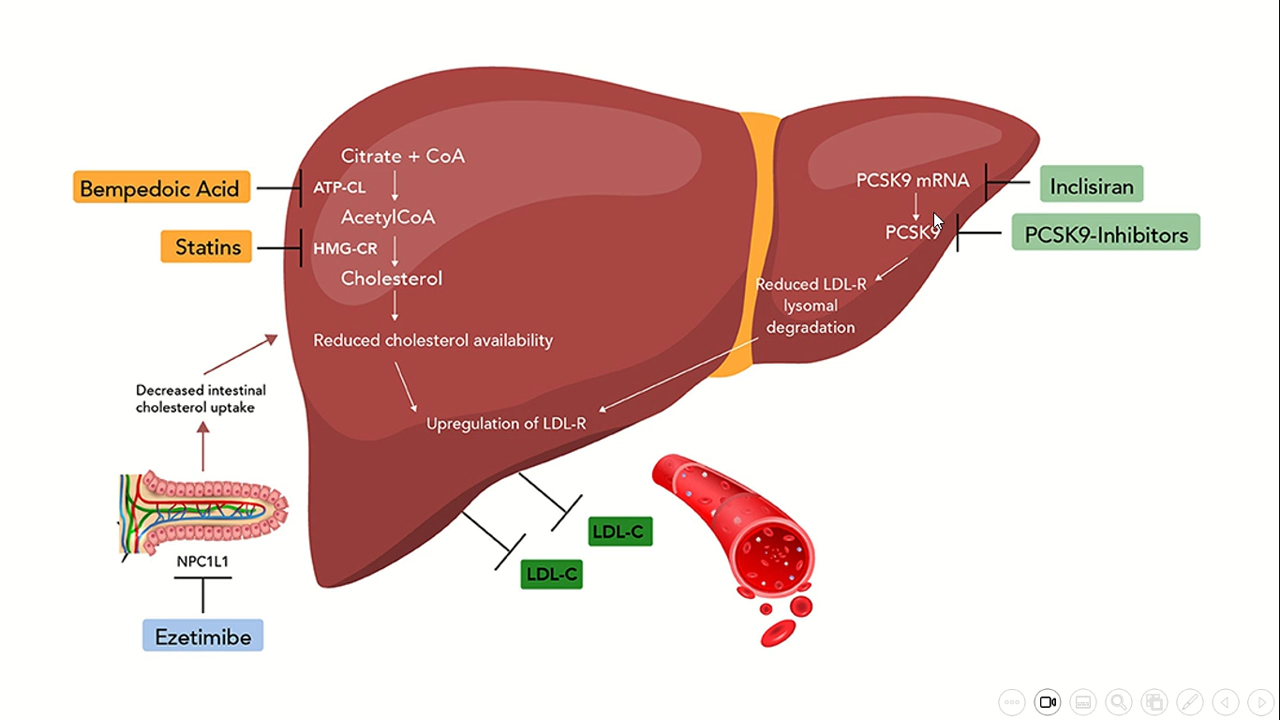 Citrate + CoA
Bempedoic Acid
ATP-CL
AcetylCoA
Statins
HMG-CR
Cholesterol
Reduced cholesterol availability
Upregulation of LDL-R
PCSK9 mRNA
Inclisiran
PCSK9
PCSK9-Inhibitors
Reduced LDL-R
lysomal
degradation
Decreased intestinal
cholesterol uptake
NPC1L1
Ezetimibe
LDL-C
LDL-C